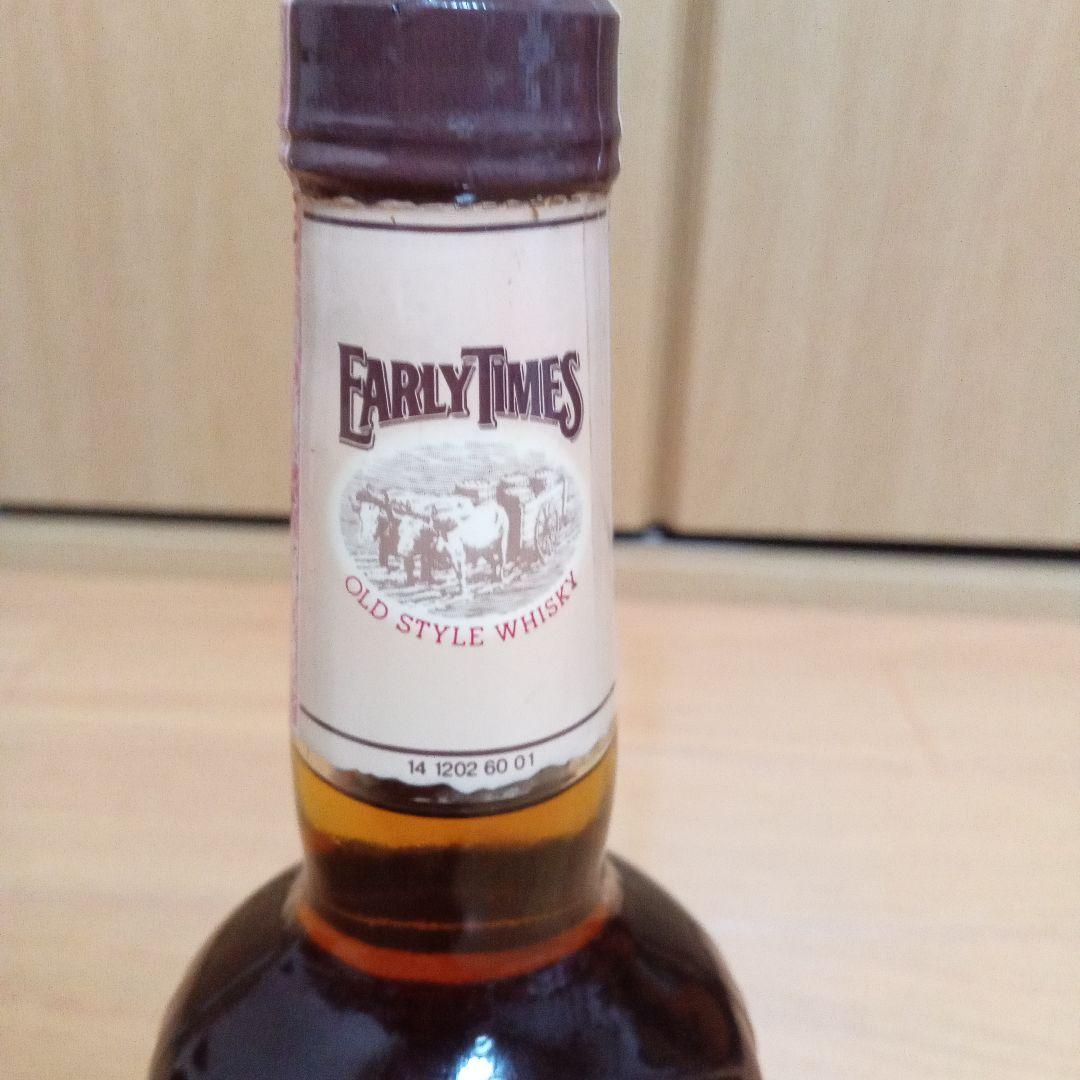 EARLY TIMES
OLD STYLE WHISKY
14 1202 60 01